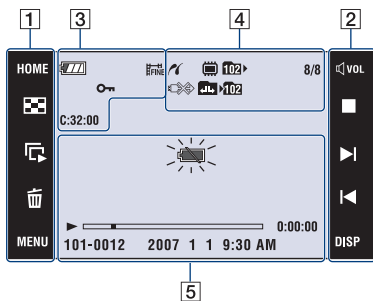 1
3
4
2
HOME
FINE
102
8/8
VOL
102
C:32:00
0:00:00
MENU
101-0012 2007 1 1 9:30 AM
DISP
5